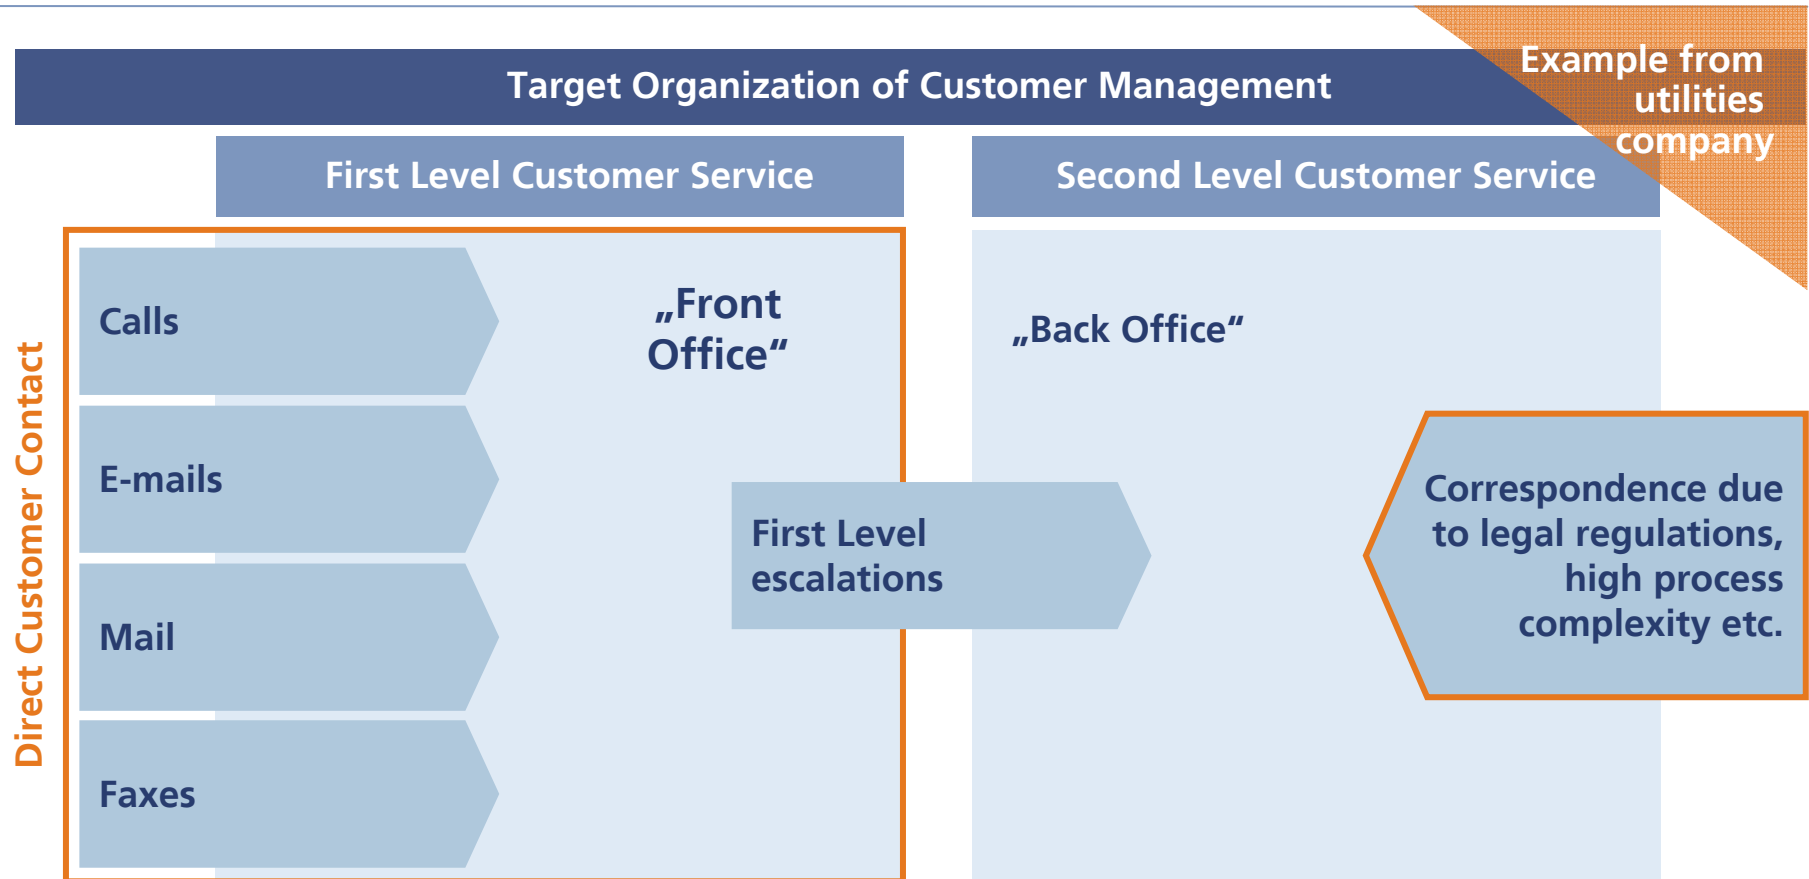 Target Organization of Customer Management
Example from
utilities
company
First Level Customer Service
Second Level Customer Service
Direct Customer Contact
Calls
„Front
Office“
„Back Office“
E-mails
First Level
escalations
Correspondence due
to legal regulations,
high process
complexity etc.
Mail
Faxes